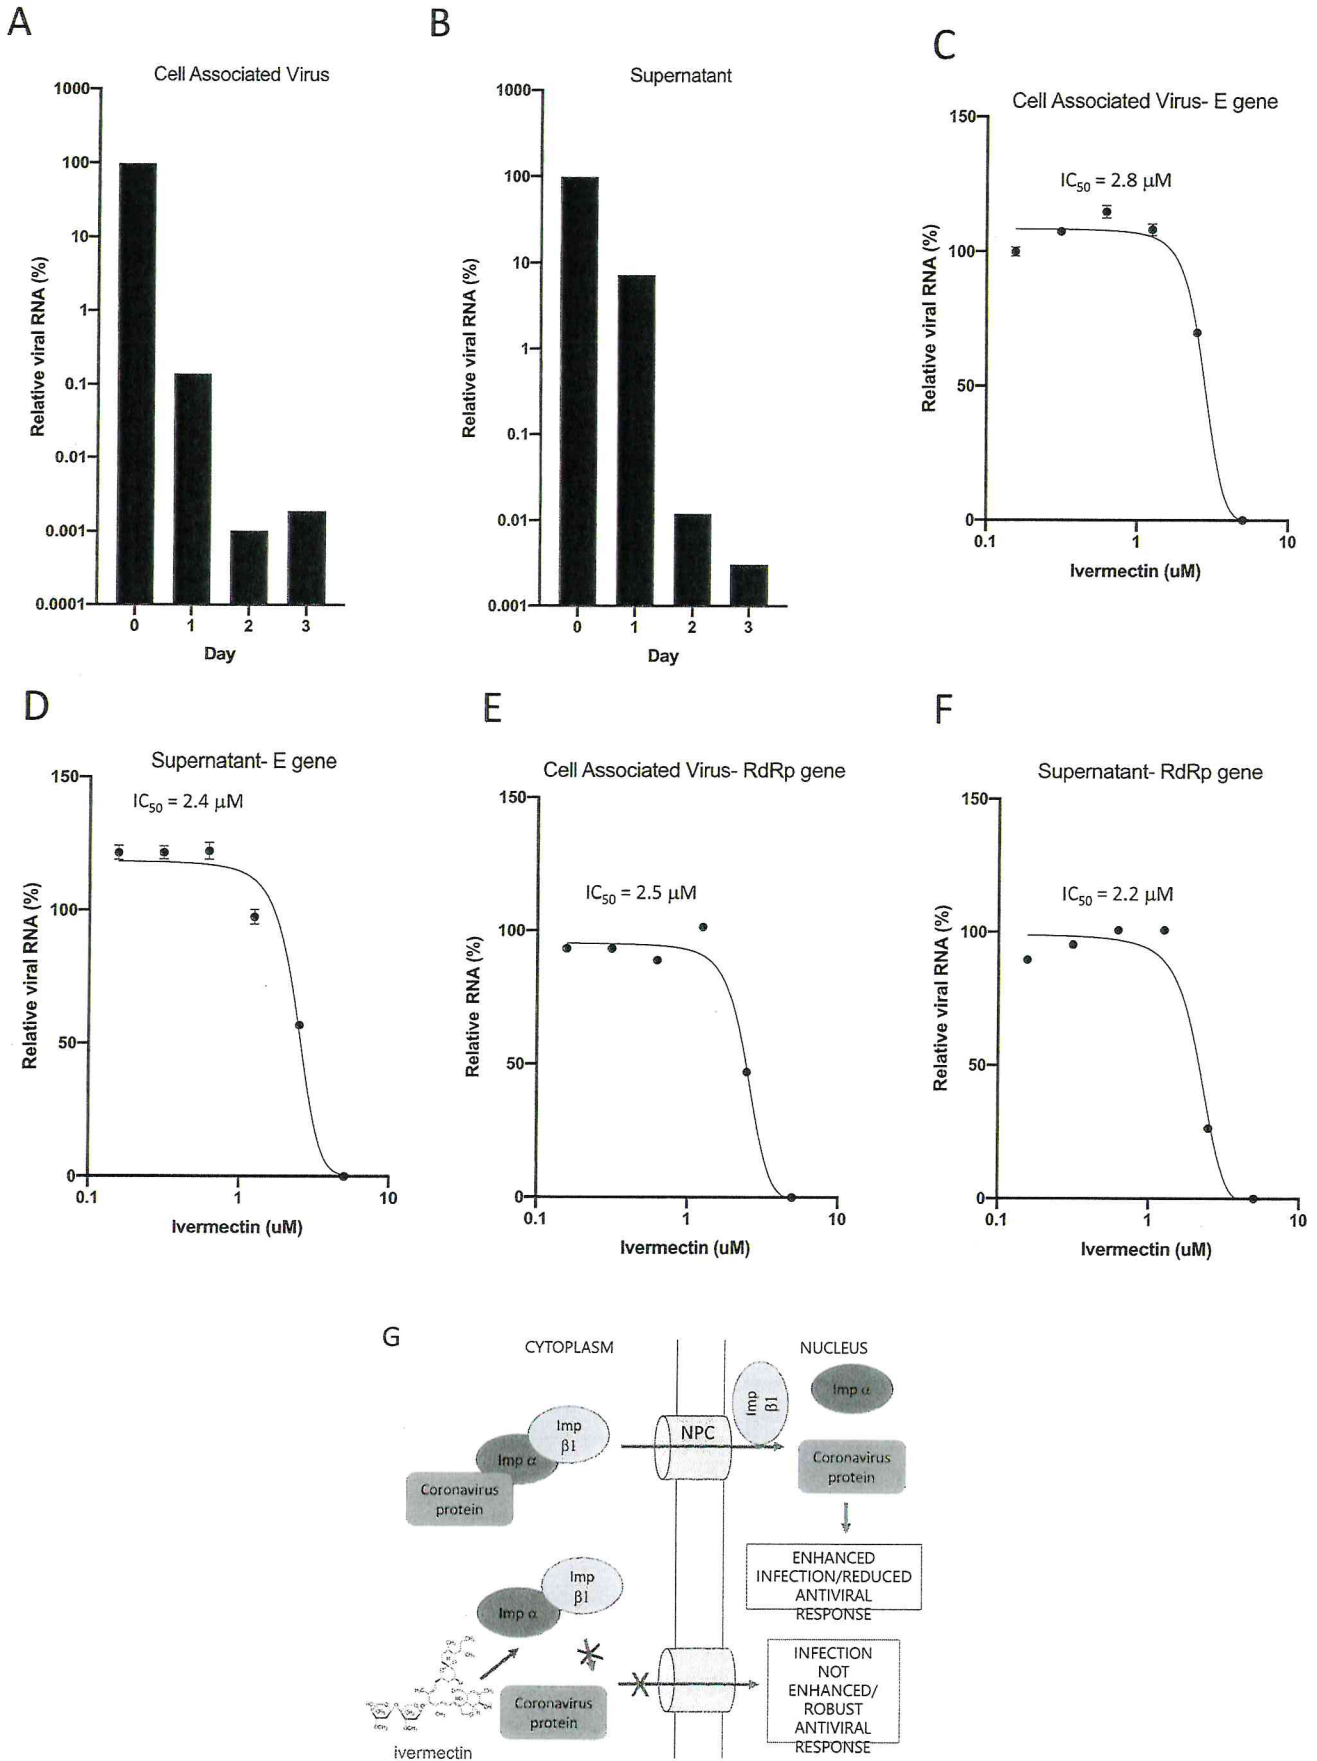 A
Cell Associated Virus
Relative viral RNA (%)
1000
100
10
1
0.1
0.01
0.001
0.0001
0 1 2 3
Day
B
Supernatant
Relative viral RNA (%)
1000
100
10
1
0.1
0.01
0.001
0 1 2 3
Day
C
Cell Associated Virus- E gene
IC50 = 2.8 μM
Relative viral RNA (%)
150
100
50
0
0.1 1 10
Ivermectin (uM)
D
Supernatant- E gene
IC50 = 2.4 μM
Relative viral RNA (%)
150
100
50
0
0.1 1 10
Ivermectin (uM)
E
Cell Associated Virus- RdRp gene
IC50 = 2.5 μM
Relative RNA (%)
150
100
50
0
0.1 1 10
Ivermectin (uM)
F
Supernatant- RdRp gene
IC50 = 2.2 μM
Relative viral RNA (%)
150
100
50
0
0.1 1 10
Ivermectin (uM)
G
CYTOPLASM
NUCLEUS
Imp
β1
Imp α
Coronavirus
protein
NPC
Imp
β1
Imp α
Coronavirus
protein
ENHANCED
INFECTION/REDUCED
ANTIVIRAL
RESPONSE
Imp
β1
Imp α
Coronavirus
protein
ivermectin
INFECTION
NOT
ENHANCED/
ROBUST
ANTIVIRAL
RESPONSE